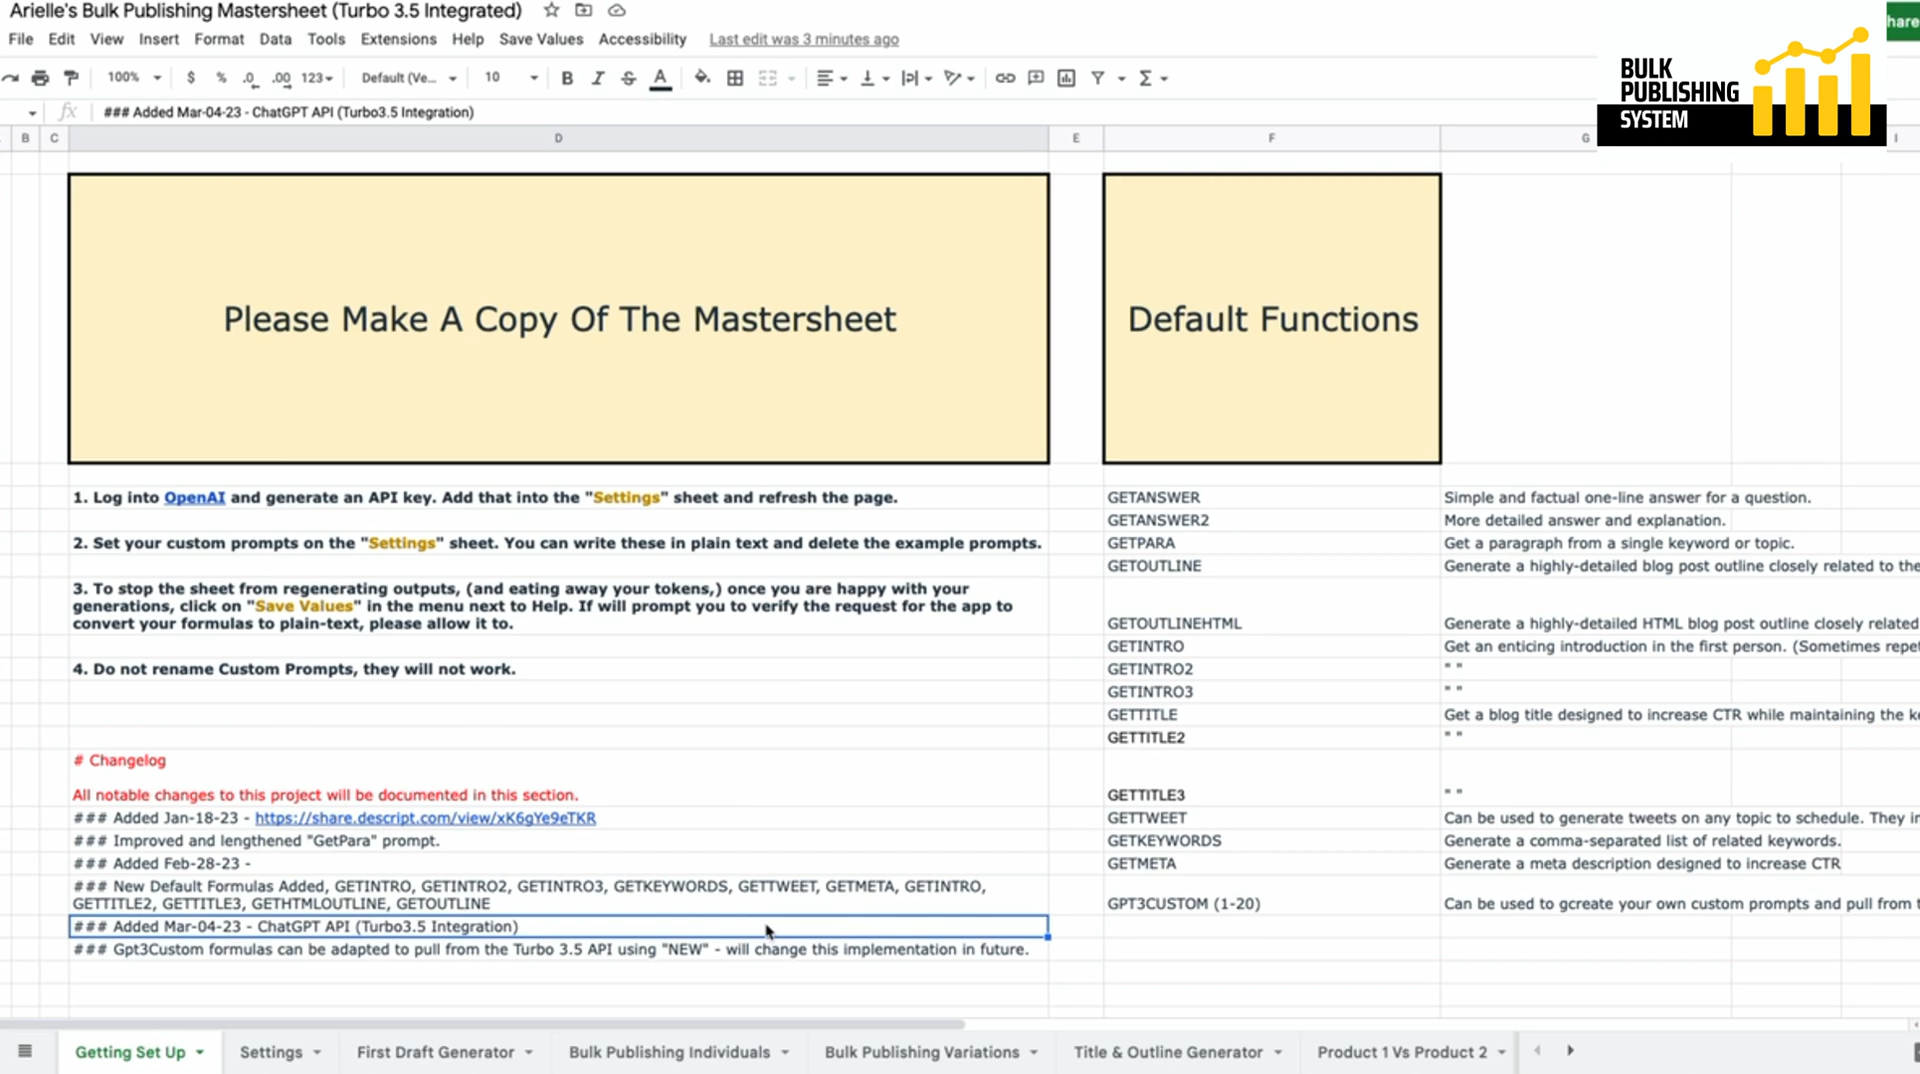 Arielle's Bulk Publishing Mastersheet (Turbo 3.5 Integrated)
File Edit View Insert Format Data Tools Extensions Help Save Values Accessibility Last edit was 3 minutes ago
100% $ % .0 .00 123 Default (Ve... 10 B I S A
fx ### Added Mar-04-23 - ChatGPT API (Turbo3.5 Integration)
BULK
PUBLISHING
SYSTEM
B C D E F G I
Please Make A Copy Of The Mastersheet
Default Functions
1. Log into OpenAI and generate an API key. Add that into the "Settings" sheet and refresh the page.
GETANSWER Simple and factual one-line answer for a question.
GETANSWER2 More detailed answer and explanation.
2. Set your custom prompts on the "Settings" sheet. You can write these in plain text and delete the example prompts.
GETPARA Get a paragraph from a single keyword or topic.
GETOUTLINE Generate a highly-detailed blog post outline closely related to the
3. To stop the sheet from regenerating outputs, (and eating away your tokens,) once you are happy with your
generations, click on "Save Values" in the menu next to Help. If will prompt you to verify the request for the app to
convert your formulas to plain-text, please allow it to.
GETOUTLINEHTML Generate a highly-detailed HTML blog post outline closely related
GETINTRO Get an enticing introduction in the first person. (Sometimes repe
4. Do not rename Custom Prompts, they will not work.
GETINTRO2 " "
GETINTRO3 " "
GETTITLE Get a blog title designed to increase CTR while maintaining the
GETTITLE2 " "
# Changelog
All notable changes to this project will be documented in this section.
GETTITLE3 " "
### Added Jan-18-23 - https://share.descript.com/view/xK6gYe9eTKR
GETTWEET Can be used to generate tweets on any topic to schedule. They
### Improved and lengthened "GetPara" prompt.
GETKEYWORDS Generate a comma-separated list of related keywords.
### Added Feb-28-23 -
GETMETA Generate a meta description designed to increase CTR
### New Default Formulas Added, GETINTRO, GETINTRO2, GETINTRO3, GETKEYWORDS, GETTWEET, GETMETA, GETINTRO,
GETTITLE2, GETTITLE3, GETHTMLOUTLINE, GETOUTLINE
GPT3CUSTOM (1-20) Can be used to gcreate your own custom prompts and pull from
### Added Mar-04-23 - ChatGPT API (Turbo3.5 Integration)
### Gpt3Custom formulas can be adapted to pull from the Turbo 3.5 API using "NEW" - will change this implementation in future.
Getting Set Up Settings First Draft Generator Bulk Publishing Individuals Bulk Publishing Variations Title & Outline Generator Product 1 Vs Product 2